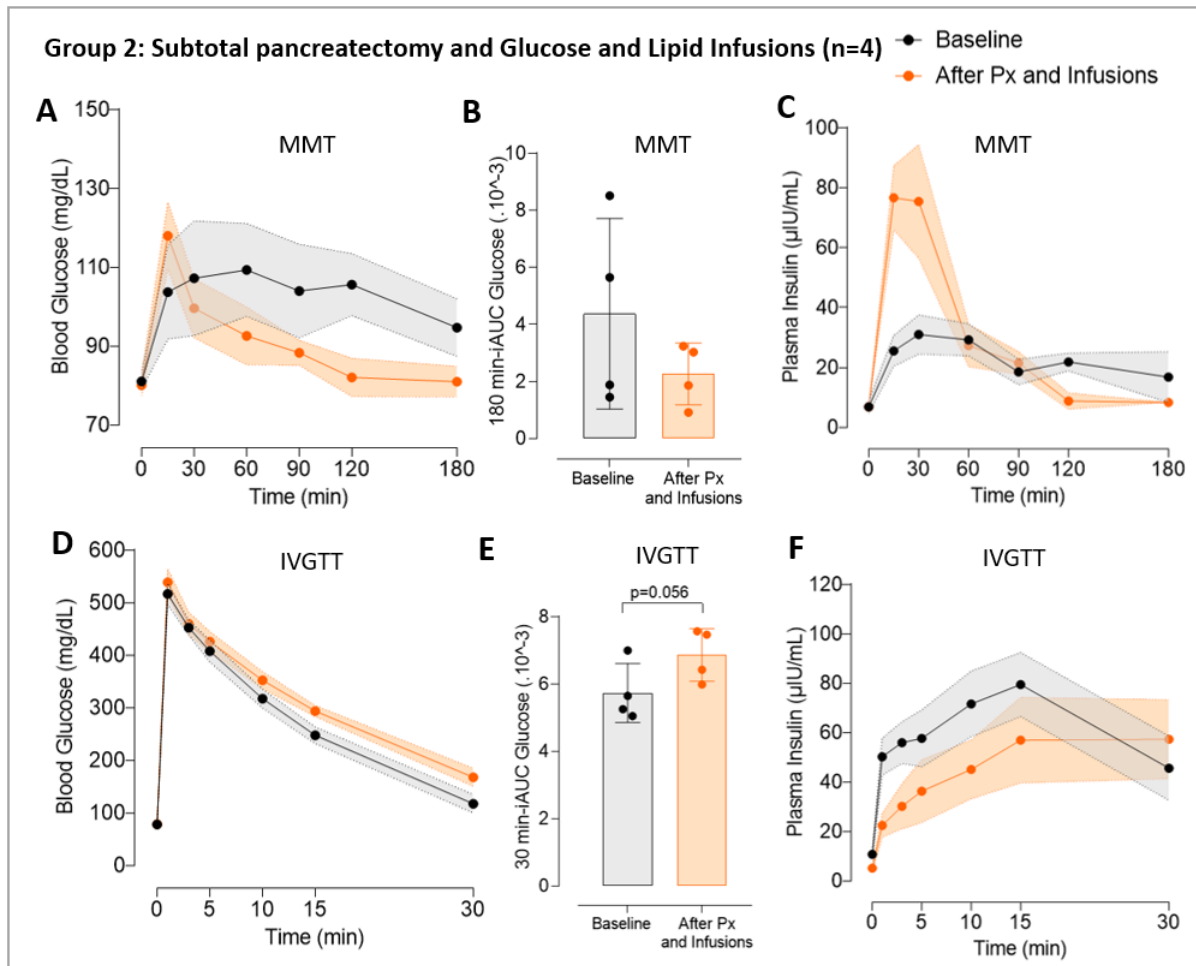 Group 2: Subtotal pancreatectomy and Glucose and Lipid Infusions (n=4)
Baseline
After Px and Infusions
A
MMT
Blood Glucose (mg/dL)
150
130
110
90
70
0
30
60
90
120
180
Time (min)
B
MMT
180 min-iAUC Glucose (.10^-3)
10
8
6
4
2
0
Baseline
After Px
and Infusions
C
MMT
Plasma Insulin (µIU/mL)
100
80
60
40
20
0
0
30
60
90
120
180
Time (min)
D
IVGTT
Blood Glucose (mg/dL)
600
500
400
300
200
100
0
0
5
10
15
30
Time (min)
E
IVGTT
p=0.056
30 min-iAUC Glucose (.10^-3)
8
6
4
2
0
Baseline
After Px
and Infusions
F
IVGTT
Plasma Insulin (µIU/mL)
120
100
80
60
40
20
0
0
5
10
15
30
Time (min)